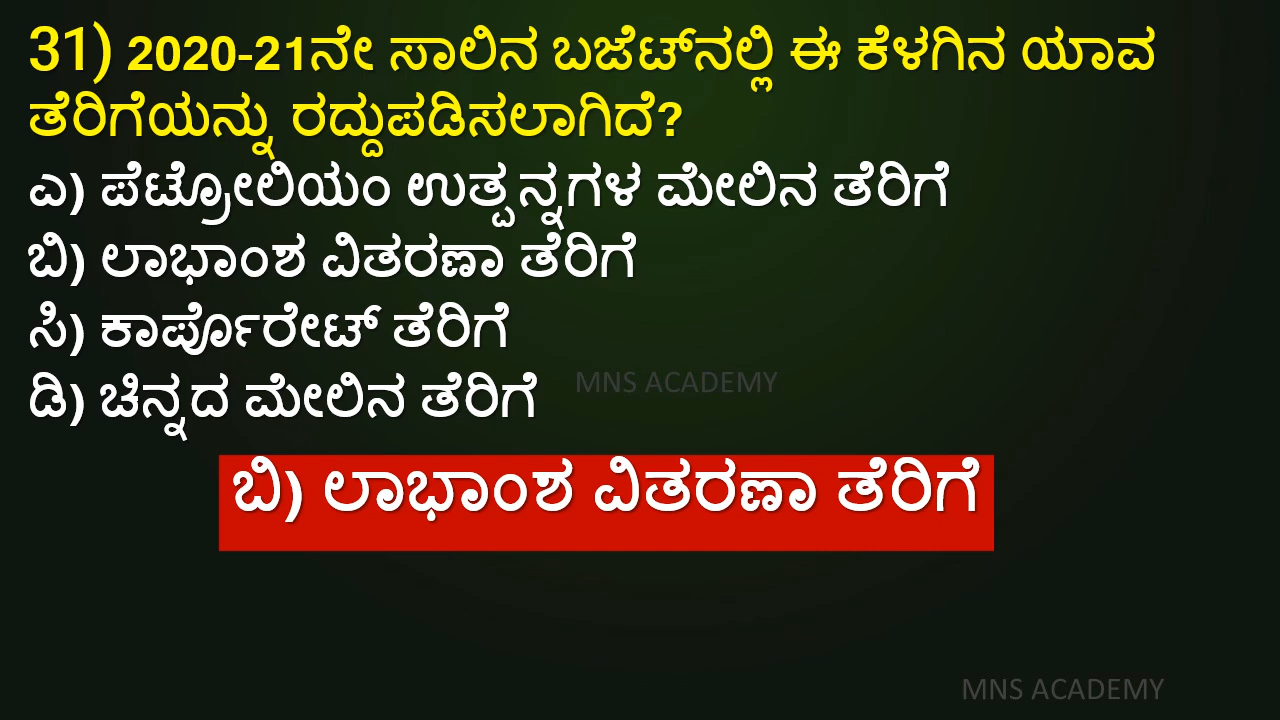 31) 2020-21ನೇ ಸಾಲಿನ ಬಜೆಟ್‌ನಲ್ಲಿ ಈ ಕೆಳಗಿನ ಯಾವ
ತೆರಿಗೆಯನ್ನು ರದ್ದುಪಡಿಸಲಾಗಿದೆ?
ಎ) ಪೆಟ್ರೋಲಿಯಂ ಉತ್ಪನ್ನಗಳ ಮೇಲಿನ ತೆರಿಗೆ
ಬಿ) ಲಾಭಾಂಶ ವಿತರಣಾ ತೆರಿಗೆ
ಸಿ) ಕಾರ್ಪೊರೇಟ್ ತೆರಿಗೆ
ಡಿ) ಚಿನ್ನದ ಮೇಲಿನ ತೆರಿಗೆ
MNS ACADEMY
ಬಿ) ಲಾಭಾಂಶ ವಿತರಣಾ ತೆರಿಗೆ
MNS ACADEMY